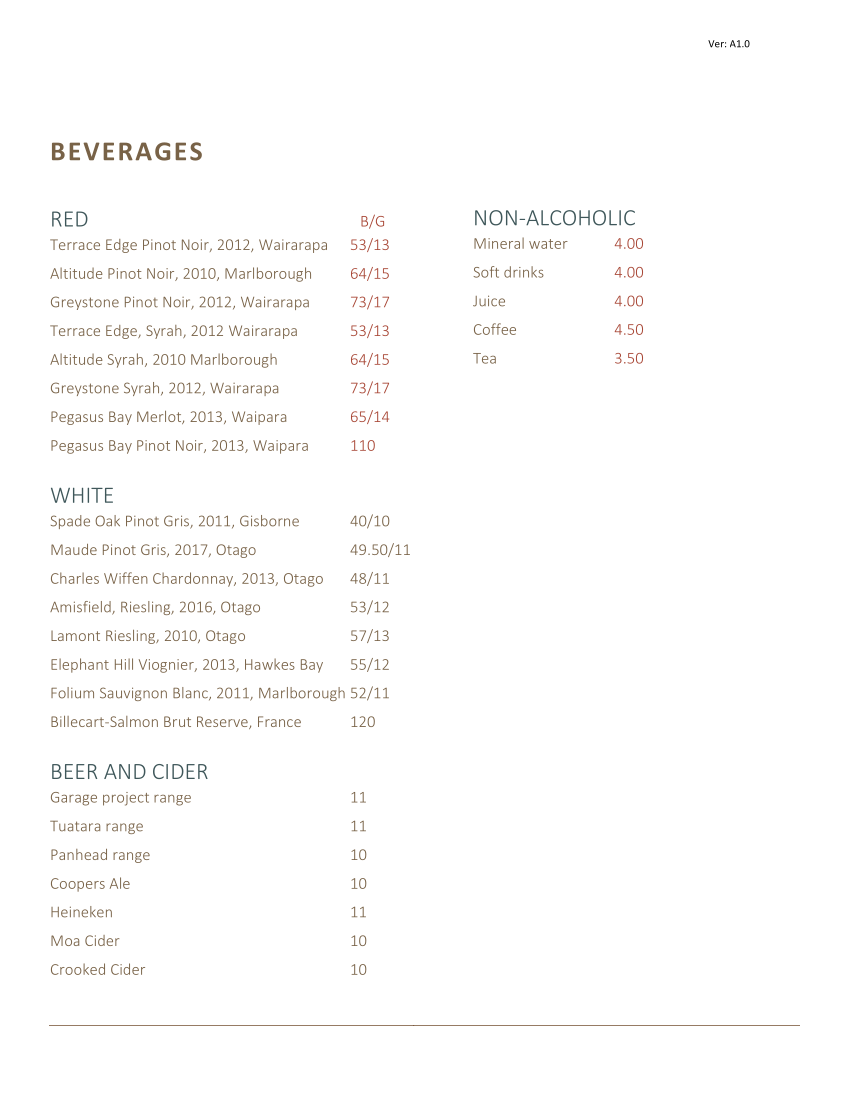 Ver: A1.0
BEVERAGES
RED B/G
Terrace Edge Pinot Noir, 2012, Wairarapa 53/13
Altitude Pinot Noir, 2010, Marlborough 64/15
Greystone Pinot Noir, 2012, Wairarapa 73/17
Terrace Edge, Syrah, 2012 Wairarapa 53/13
Altitude Syrah, 2010 Marlborough 64/15
Greystone Syrah, 2012, Wairarapa 73/17
Pegasus Bay Merlot, 2013, Waipara 65/14
Pegasus Bay Pinot Noir, 2013, Waipara 110
WHITE
Spade Oak Pinot Gris, 2011, Gisborne 40/10
Maude Pinot Gris, 2017, Otago 49.50/11
Charles Wiffen Chardonnay, 2013, Otago 48/11
Amisfield, Riesling, 2016, Otago 53/12
Lamont Riesling, 2010, Otago 57/13
Elephant Hill Viognier, 2013, Hawkes Bay 55/12
Folium Sauvignon Blanc, 2011, Marlborough 52/11
Billecart-Salmon Brut Reserve, France 120
BEER AND CIDER
Garage project range 11
Tuatara range 11
Panhead range 10
Coopers Ale 10
Heineken 11
Moa Cider 10
Crooked Cider 10
NON-ALCOHOLIC
Mineral water 4.00
Soft drinks 4.00
Juice 4.00
Coffee 4.50
Tea 3.50